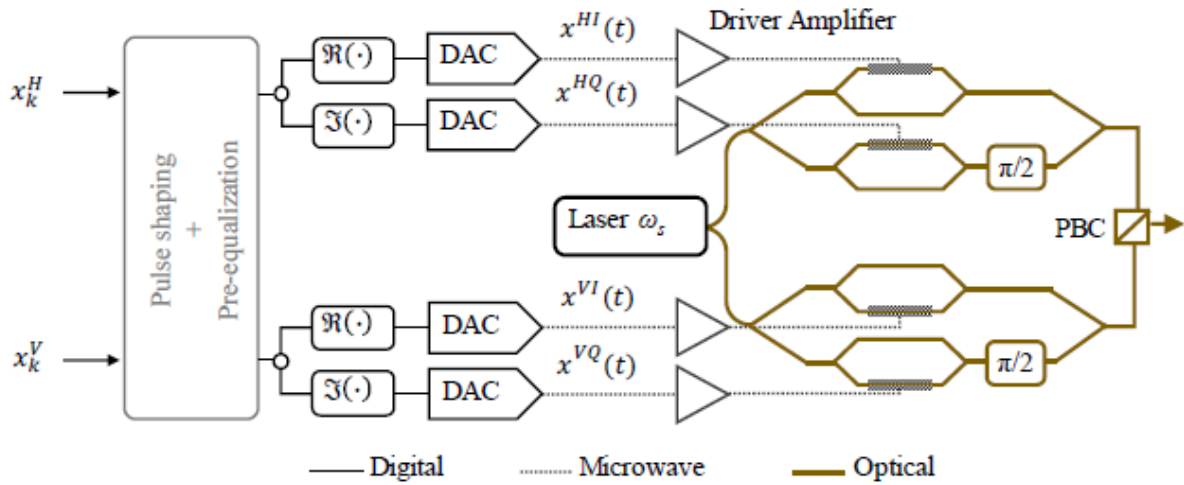 Driver Amplifier
x^{HI}(t)
ℜ(·)
DAC
x_k^H
x^{HQ}(t)
ℑ(·)
DAC
π/2
Pulse shaping
+
Pre-equalization
Laser ω_s
PBC
x^{VI}(t)
ℜ(·)
DAC
x_k^V
x^{VQ}(t)
π/2
ℑ(·)
DAC
Digital
Microwave
Optical